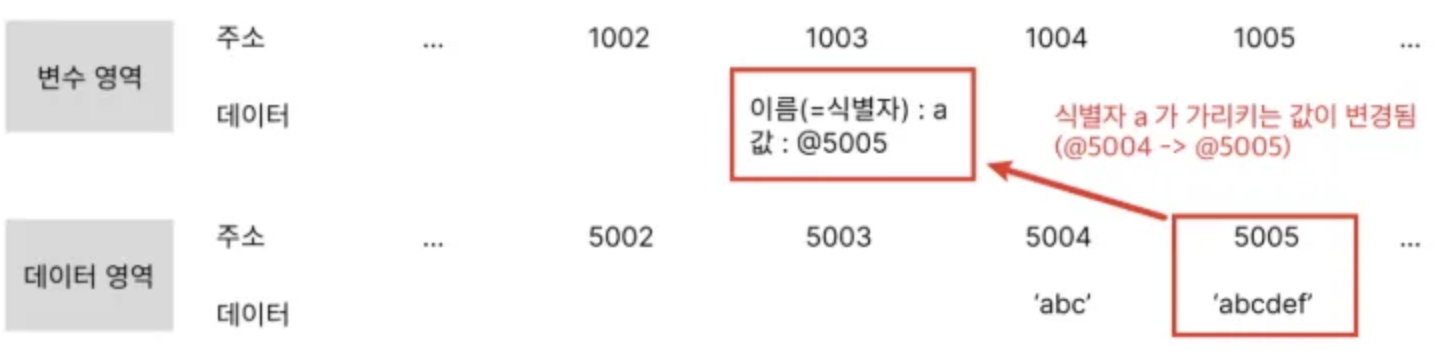 변수 영역
주소 ... 1002 1003 1004 1005 ...
데이터
이름(=식별자) : a
값 : @5005
식별자 a 가 가리키는 값이 변경됨
(@5004 -> @5005)
데이터 영역
주소 ... 5002 5003 5004 5005 ...
데이터 ‘abc’ ‘abcdef’